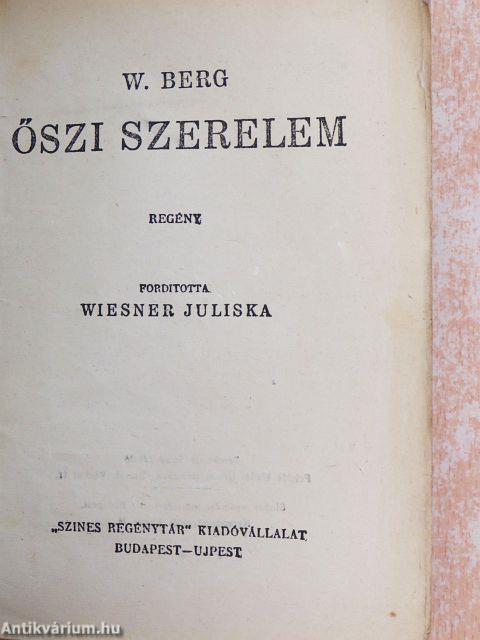 W. BERG
ŐSZI SZERELEM
REGÉNY
FORDITOTTA
WIESNER JULISKA
„SZINES REGÉNYTÁR" KIADÓVÁLLALAT
BUDAPEST—UJPEST
Antikvárium.hu